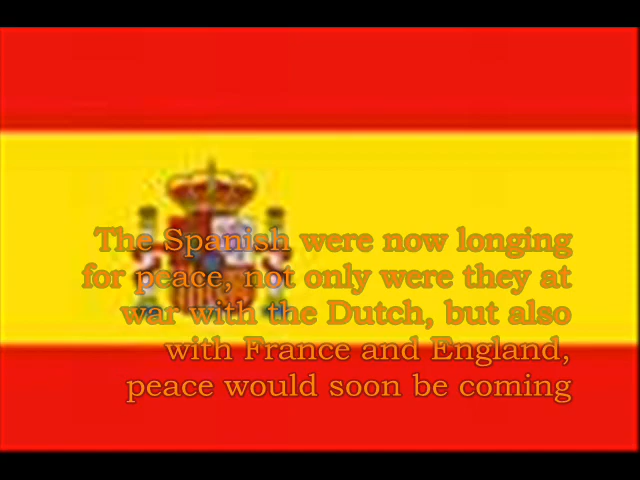 The Spanish were now longing
for peace, not only were they at
war with the Dutch, but also
with France and England,
peace would soon be coming